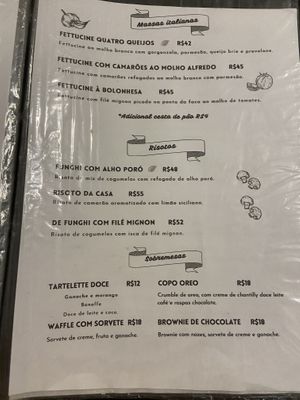 Massas italianas
FETTUCINE QUATRO QUEIJOS R$42
Fettucine ao molho branco com gorgonzola, parmesão, queijo brie e provolone.
FETTUCINE COM CAMARÕES AO MOLHO ALFREDO R$45
Fettucine com camarões refogados ao molho branco com parmesão.
FETTUCINE À BOLONHESA R$45
Fettucine com filé mignon picado na ponta da faca ao molho de tomates.
*Adicional cesta de pão R$9
Risotos
FUNGHI COM ALHO PORÓ R$48
Risoto de mix de cogumelos com refogado de alho poró.
RISOTO DA CASA R$55
Risoto de camarão aromatizado com limão siciliano.
DE FUNGHI COM FILÉ MIGNON R$52
Risoto de cogumelos com isca de filé mignon.
Sobremesas
TARTELETTE DOCE R$12
Ganache e morango
Banoffe
Doce de leite e coco
COPO OREO R$18
Crumble de oreo, com creme de chantilly doce leite
café e raspas chocolate.
WAFFLE COM SORVETE R$18
Sorvete de creme, fruta e ganache.
BROWNIE DE CHOCOLATE R$18
Brownie com nozes, sorvete de creme e ganache.